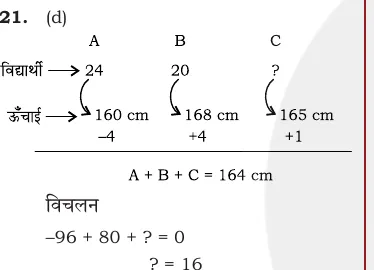 21. (d)
A B C
विद्यार्थी → 24 20 ?
ऊँचाई → 160 cm 168 cm 165 cm
–4 +4 +1
A + B + C = 164 cm
विचलन
–96 + 80 + ? = 0
? = 16